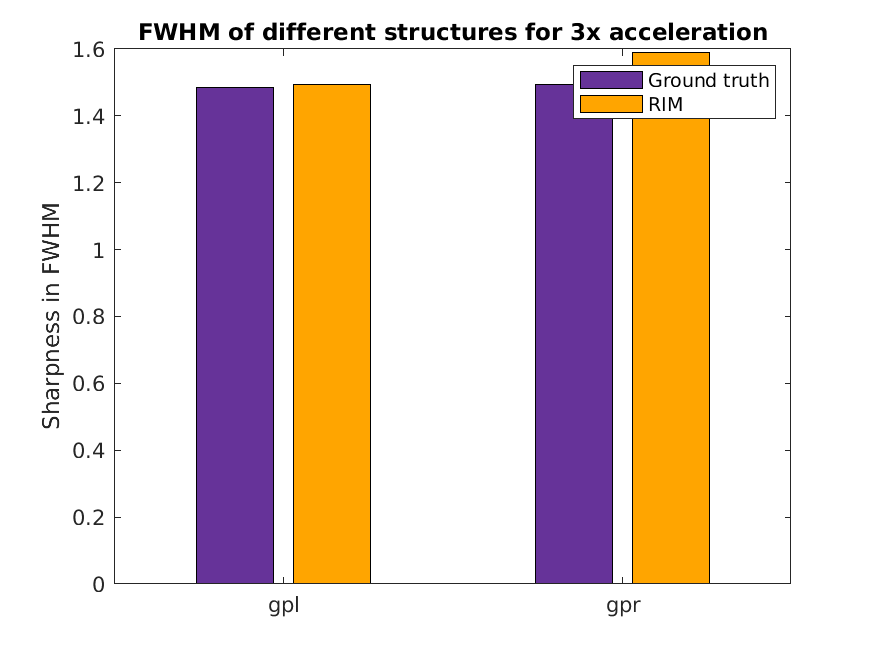 FWHM of different structures for 3x acceleration
Sharpness in FWHM
1.6
1.4
1.2
1
0.8
0.6
0.4
0.2
0
Ground truth
RIM
gpl
gpr